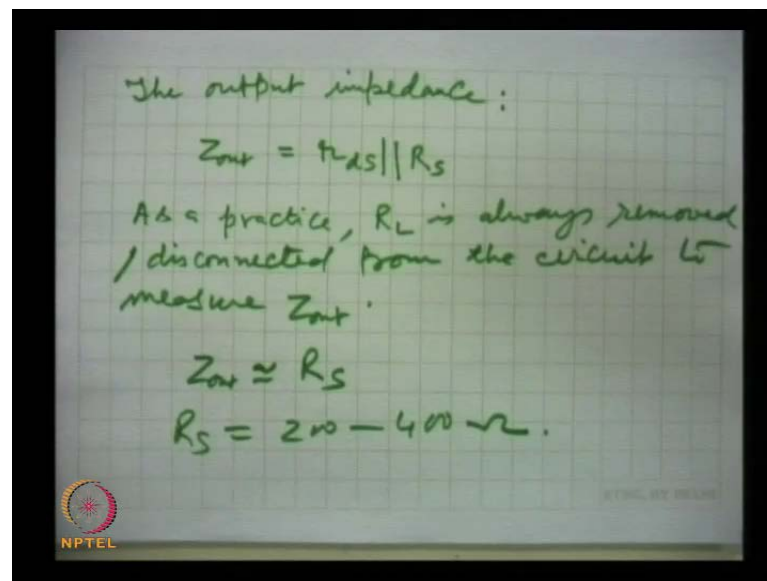 The output impedance:
Zout = rds||Rs
As a practice, RL is always removed
/ disconnected from the circuit to
measure Zout.
Zout ≃ RS
RS = 200 — 400 Ω.
NPTEL